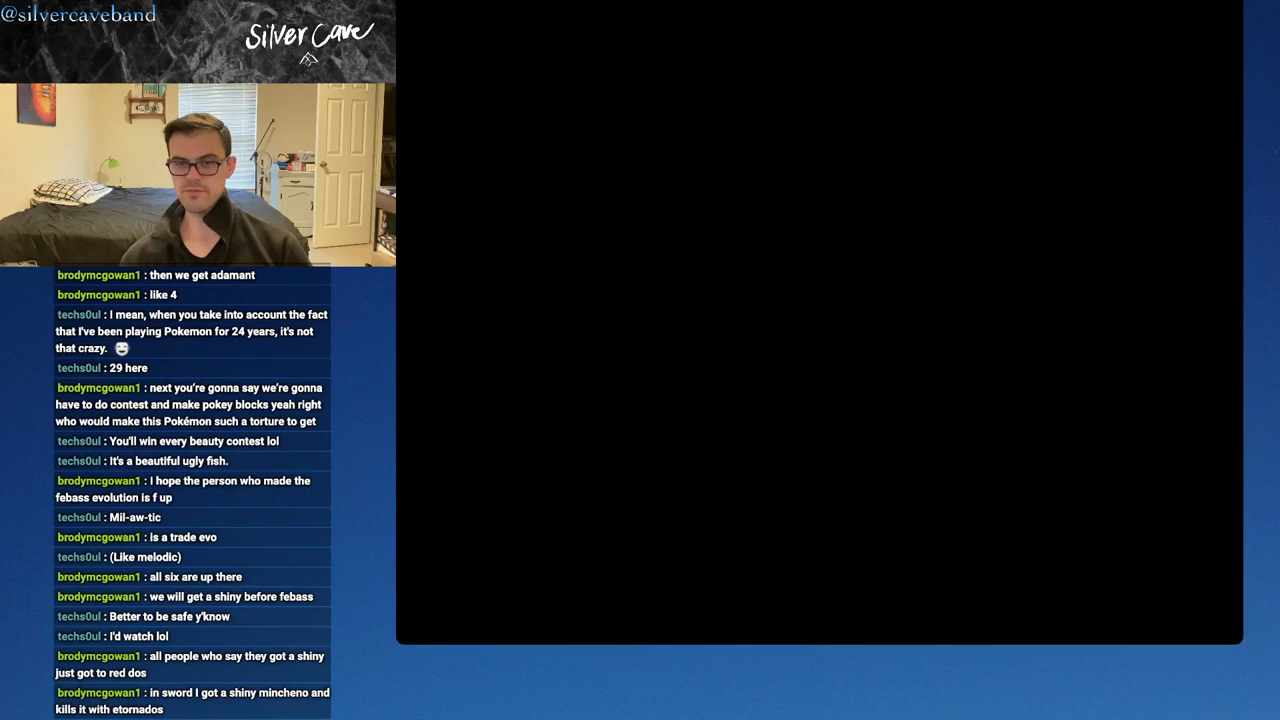 @silvercaveband
Silver Cave
brodymcgowan1 : then we get adamant
brodymcgowan1 : like 4
techs0ul : I mean, when you take into account the fact
that I've been playing Pokemon for 24 years, it's not
that crazy.
techs0ul : 29 here
brodymcgowan1 : next you're gonna say we're gonna
have to do contest and make pokey blocks yeah right
who would make this Pokémon such a torture to get
techs0ul : You'll win every beauty contest lol
techs0ul : It's a beautiful ugly fish.
brodymcgowan1 : I hope the person who made the
febass evolution is f up
techs0ul : Mil-aw-tic
brodymcgowan1 : is a trade evo
techs0ul : (Like melodic)
brodymcgowan1 : all six are up there
brodymcgowan1 : we will get a shiny before febass
techs0ul : Better to be safe y'know
techs0ul : I'd watch lol
brodymcgowan1 : all people who say they got a shiny
just got to red dos
brodymcgowan1 : in sword I got a shiny mincheno and
kills it with etornados